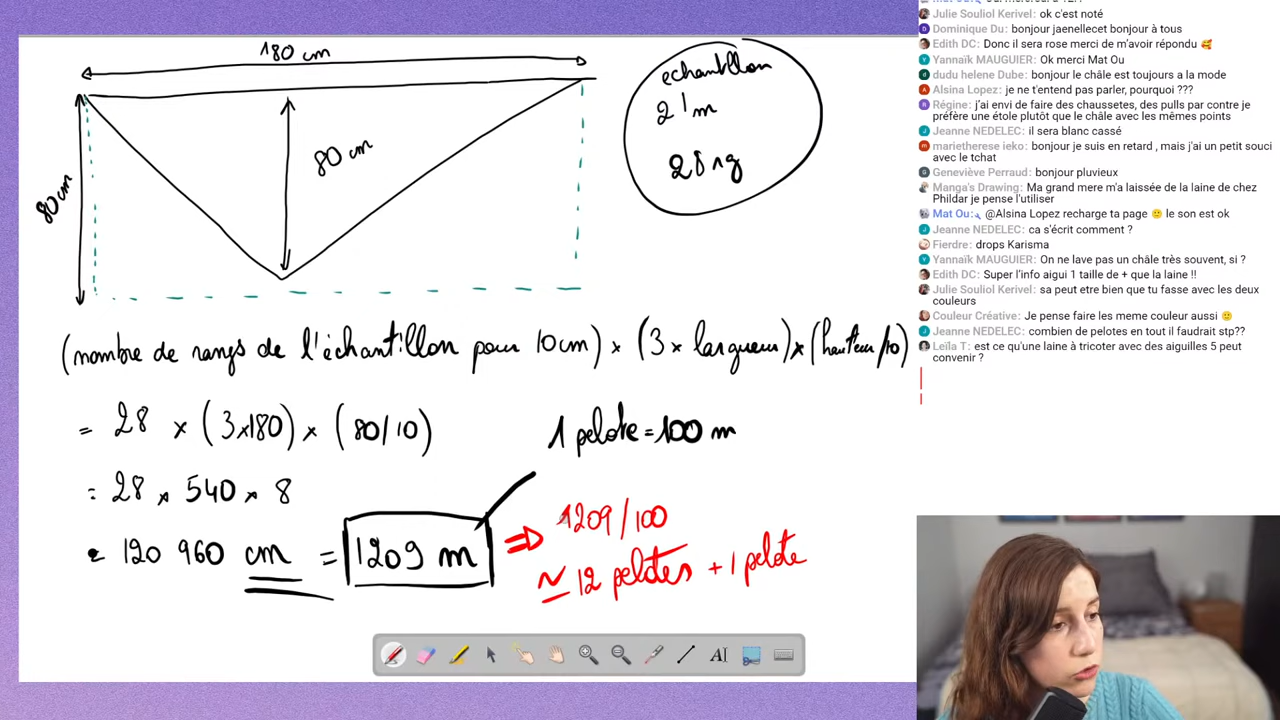 180 cm
80 cm
80 cm
echantillon
21 m
28 rg
(nombre de rangs de l'échantillon pour 10cm) × (3 × largueur) × (hauteur/10)
= 28 × (3×180) × (80/10)
1 pelote = 100 m
= 28 × 540 × 8
= 120 960 cm = 1209 m ⇒ 1209/100
≃ 12 pelotes + 1 pelote
Julie Souliol Kerivel: ok c'est noté
Dominique Du: bonjour jaenellecet bonjour à tous
Edith DC: Donc il sera rose merci de m'avoir répondu 🥰
Yannaïk MAUGUIER: Ok merci Mat Ou
dudu helene Dube: bonjour le châle est toujours a la mode
Alsina Lopez: je ne t'entend pas parler, pourquoi ???
Régine: j'ai envi de faire des chaussetes, des pulls par contre je
préfère une étole plutôt que le châle avec les mêmes points
Jeanne NEDELEC: il sera blanc cassé
marietherese ieko: bonjour je suis en retard , mais j'ai un petit souci
avec le tchat
Geneviève Perraud: bonjour pluvieux
Manga's Drawing: Ma grand mere m'a laissée de la laine de chez
Phildar je pense l'utiliser
Mat Ou: @Alsina Lopez recharge ta page 🙂 le son est ok
Jeanne NEDELEC: ca s'écrit comment ?
Fierdre: drops Karisma
Yannaïk MAUGUIER: On ne lave pas un châle très souvent, si ?
Edith DC: Super l'info aigui 1 taille de + que la laine !!
Julie Souliol Kerivel: sa peut etre bien que tu fasse avec les deux
couleurs
Couleur Créative: Je pense faire les meme couleur aussi 🙂
Jeanne NEDELEC: combien de pelotes en tout il faudrait stp??
Leïla T: est ce qu'une laine à tricoter avec des aiguilles 5 peut
convenir ?
AI